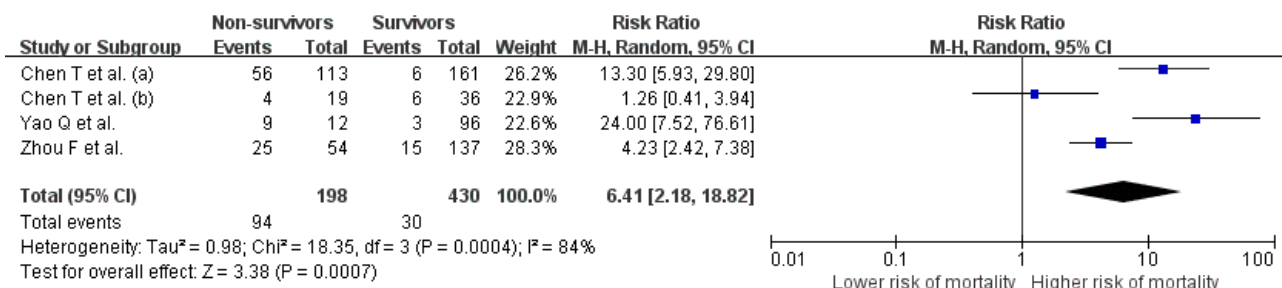 Non-survivors Survivors Risk Ratio Risk Ratio
Study or Subgroup Events Total Events Total Weight M-H, Random, 95% CI M-H, Random, 95% CI
Chen T et al. (a) 56 113 6 161 26.2% 13.30 [5.93, 29.80]
Chen T et al. (b) 4 19 6 36 22.9% 1.26 [0.41, 3.94]
Yao Q et al. 9 12 3 96 22.6% 24.00 [7.52, 76.61]
Zhou F et al. 25 54 15 137 28.3% 4.23 [2.42, 7.38]
Total (95% CI) 198 430 100.0% 6.41 [2.18, 18.82]
Total events 94 30
Heterogeneity: Tau² = 0.98; Chi² = 18.35, df = 3 (P = 0.0004); I² = 84%
Test for overall effect: Z = 3.38 (P = 0.0007)
0.01 0.1 1 10 100
Lower risk of mortality Higher risk of mortality